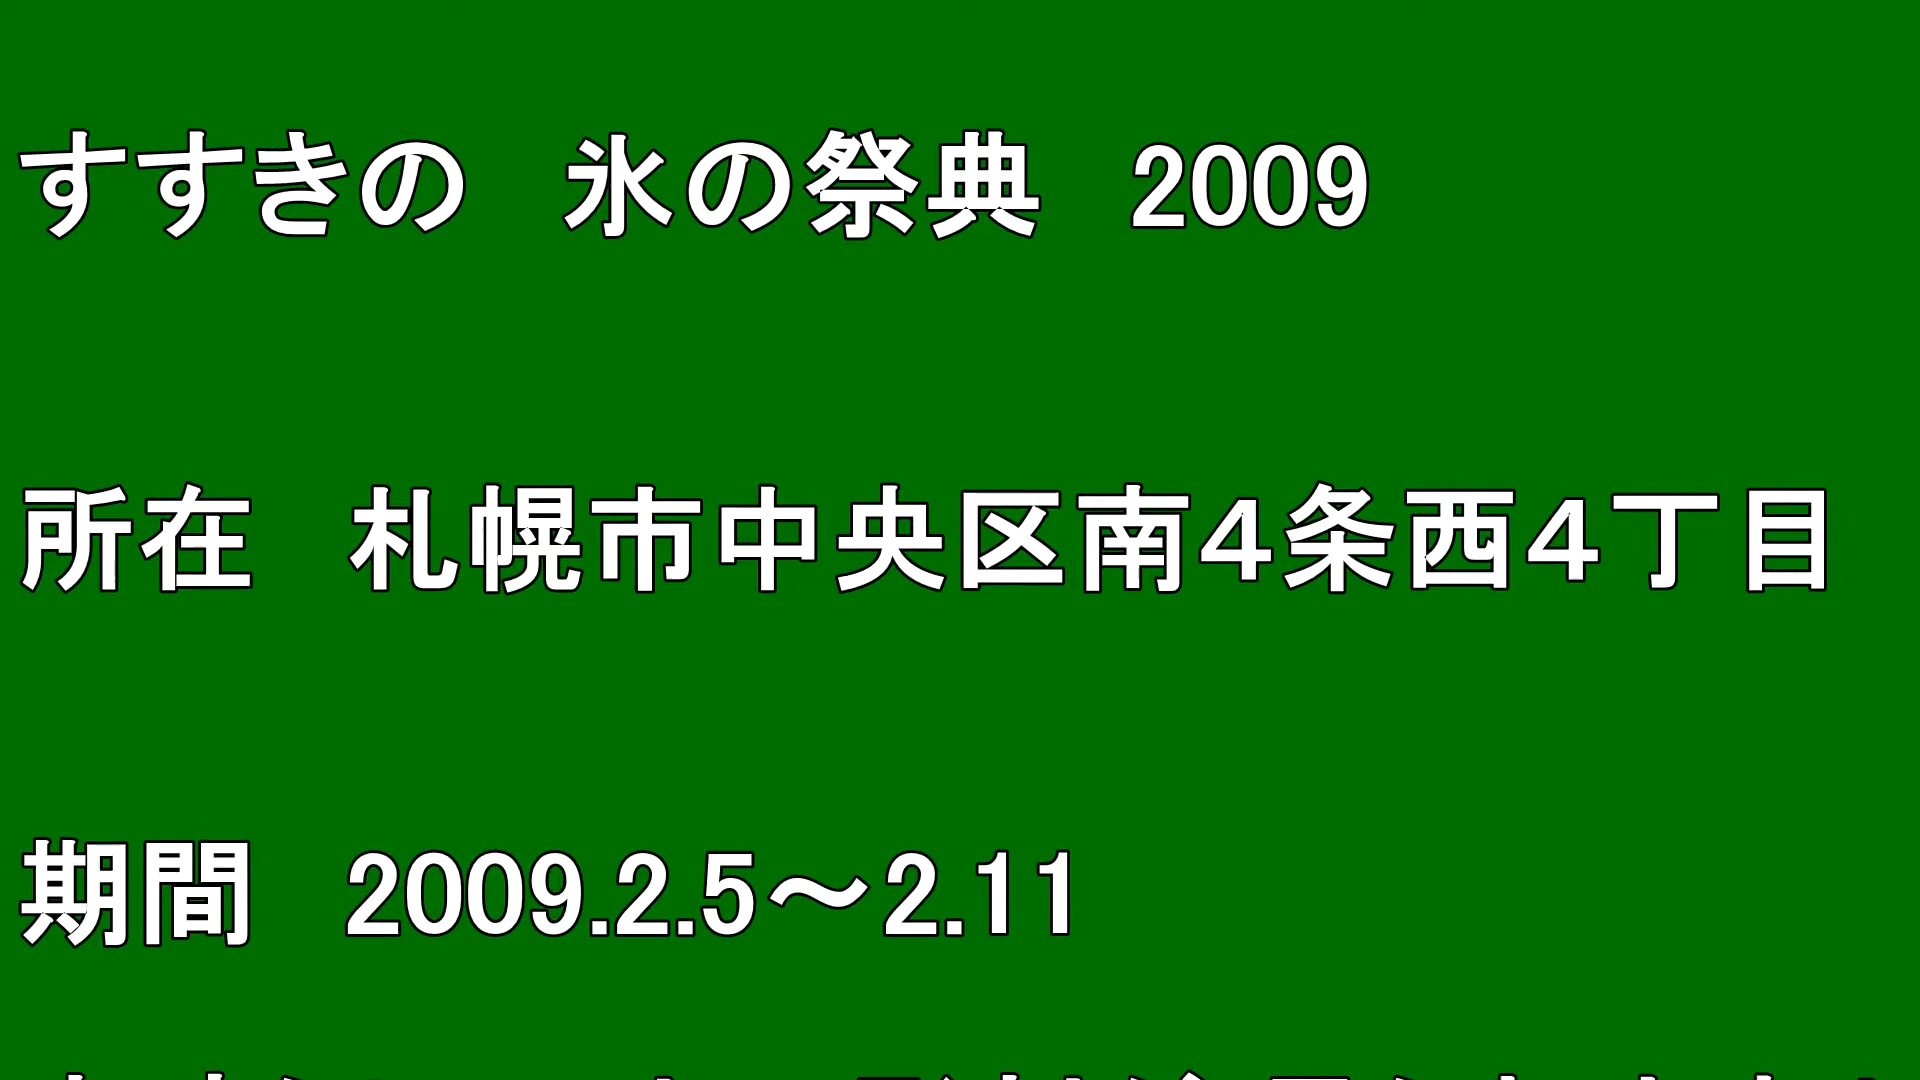 すすきの　氷の祭典　2009
所在　札幌市中央区南4条西4丁目
期間　2009.2.5～2.11